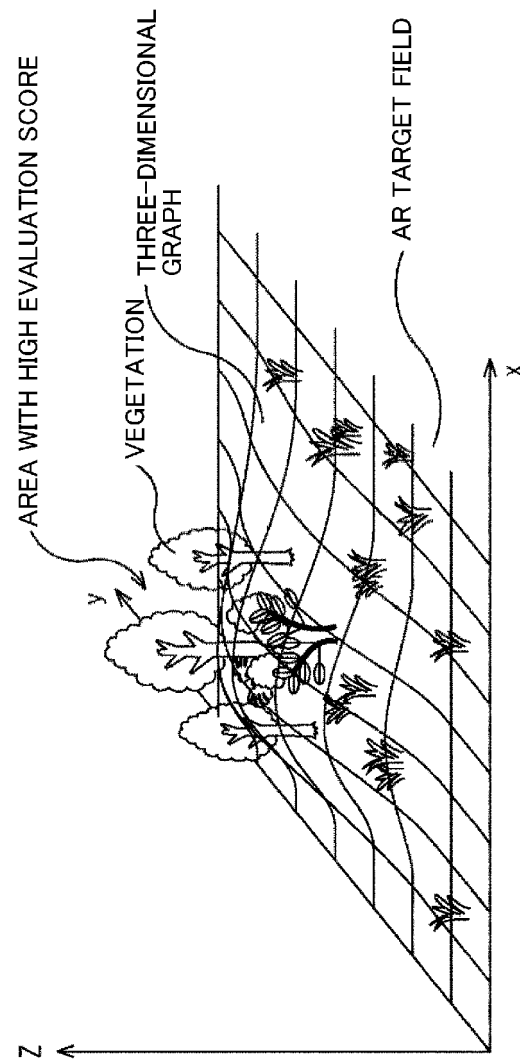 AREA WITH HIGH EVALUATION SCORE
VEGETATION
THREE-DIMENSIONAL
GRAPH
AR TARGET FIELD
Z
y
X